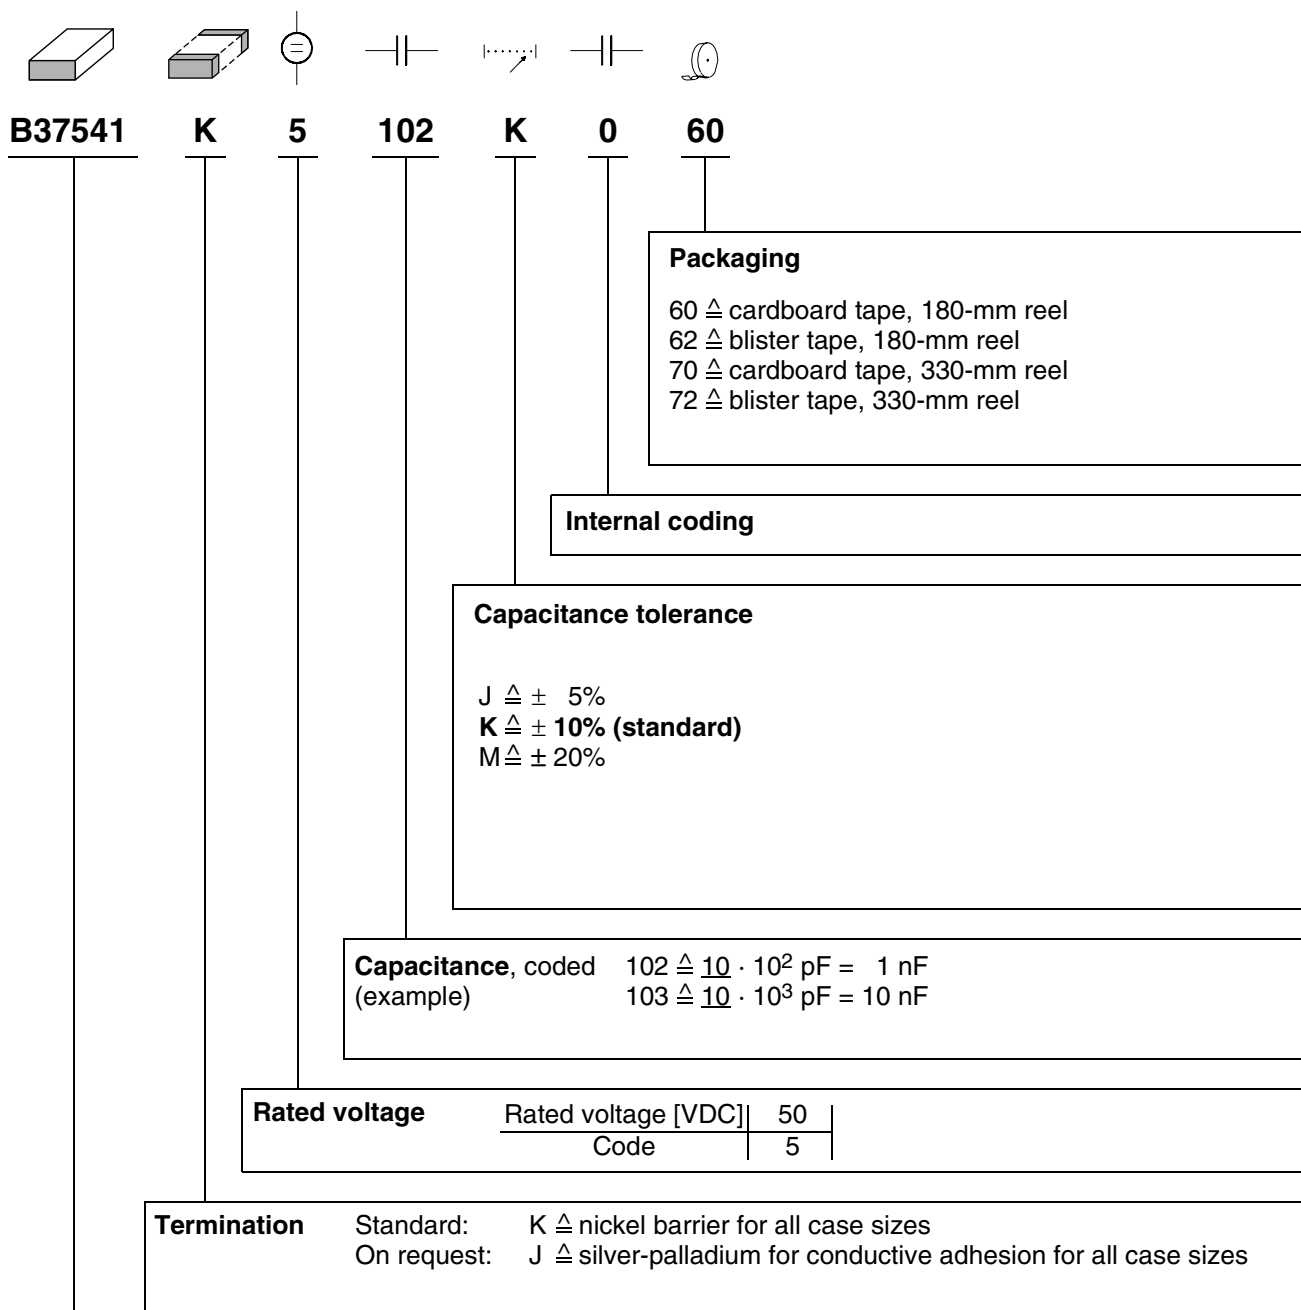 B37541 K 5 102 K 0 60
Packaging
60 ≙ cardboard tape, 180-mm reel
62 ≙ blister tape, 180-mm reel
70 ≙ cardboard tape, 330-mm reel
72 ≙ blister tape, 330-mm reel
Internal coding
Capacitance tolerance
J ≙ ± 5%
K ≙ ± 10% (standard)
M ≙ ± 20%
Capacitance, coded 102 ≙ 10 · 10² pF = 1 nF
(example) 103 ≙ 10 · 10³ pF = 10 nF
Rated voltage Rated voltage [VDC] 50
Code 5
Termination Standard: K ≙ nickel barrier for all case sizes
On request: J ≙ silver-palladium for conductive adhesion for all case sizes